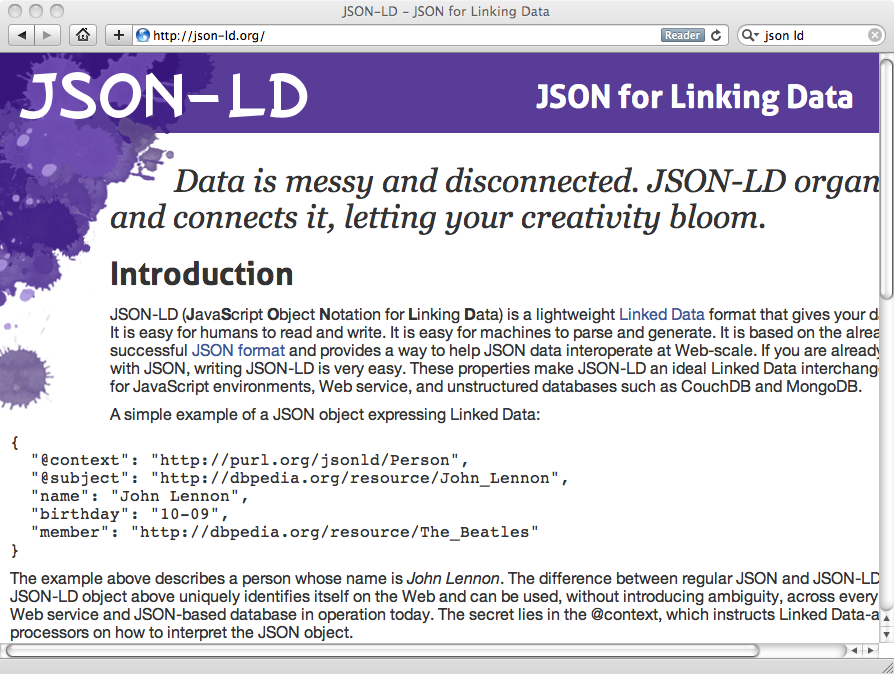 JSON-LD - JSON for Linking Data
http://json-ld.org/
Reader
json ld
JSON-LD
JSON for Linking Data
Data is messy and disconnected. JSON-LD organ
and connects it, letting your creativity bloom.
Introduction
JSON-LD (JavaScript Object Notation for Linking Data) is a lightweight Linked Data format that gives your d
It is easy for humans to read and write. It is easy for machines to parse and generate. It is based on the alrea
successful JSON format and provides a way to help JSON data interoperate at Web-scale. If you are already
with JSON, writing JSON-LD is very easy. These properties make JSON-LD an ideal Linked Data interchang
for JavaScript environments, Web service, and unstructured databases such as CouchDB and MongoDB.
A simple example of a JSON object expressing Linked Data:
{
"@context": "http://purl.org/jsonld/Person",
"@subject": "http://dbpedia.org/resource/John_Lennon",
"name": "John Lennon",
"birthday": "10-09",
"member": "http://dbpedia.org/resource/The_Beatles"
}
The example above describes a person whose name is John Lennon. The difference between regular JSON and JSON-LD
JSON-LD object above uniquely identifies itself on the Web and can be used, without introducing ambiguity, across every
Web service and JSON-based database in operation today. The secret lies in the @context, which instructs Linked Data-a
processors on how to interpret the JSON object.